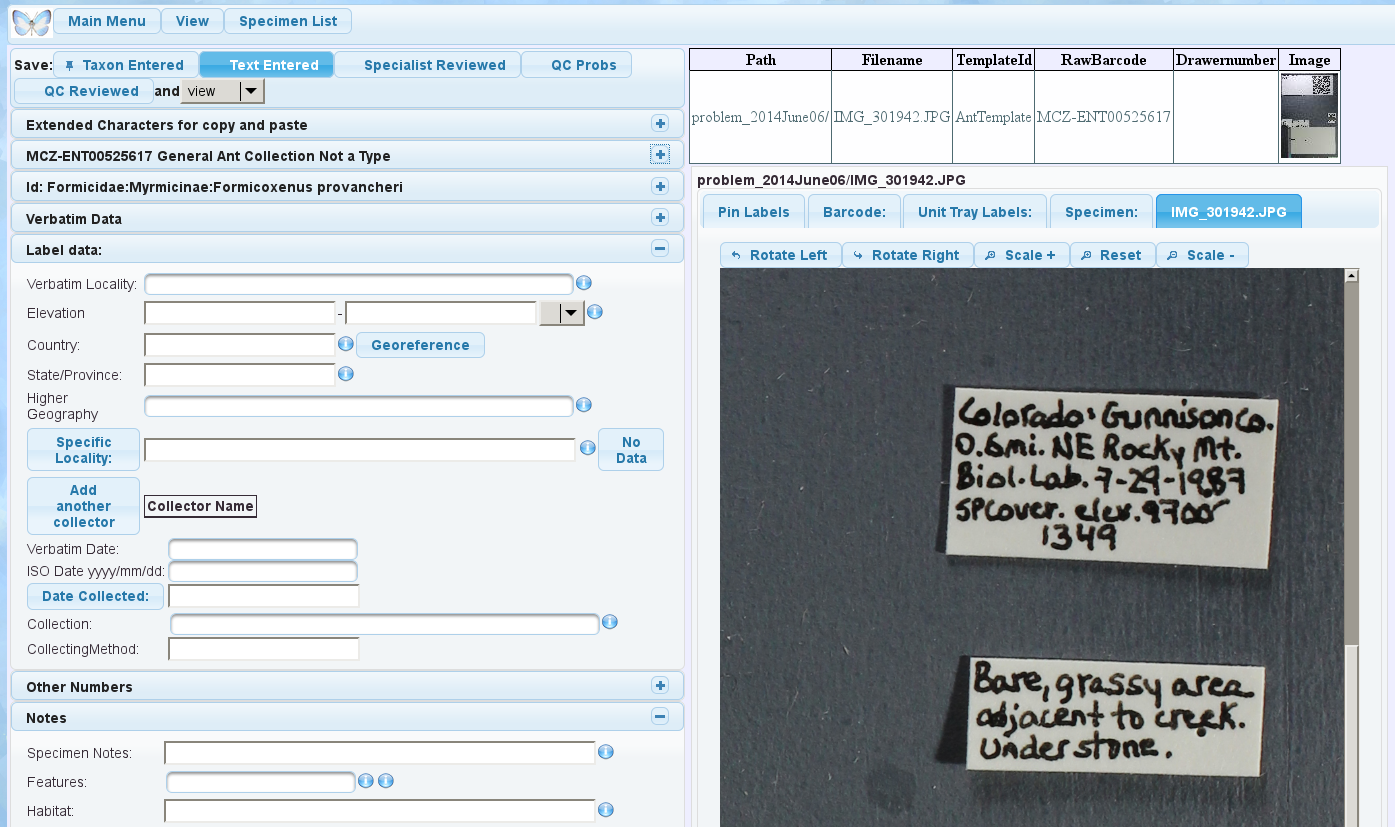 Main Menu View Specimen List
Save: Taxon Entered Text Entered Specialist Reviewed QC Probs
QC Reviewed and view
Extended Characters for copy and paste
MCZ-ENT00525617 General Ant Collection Not a Type
Id: Formicidae:Myrmicinae:Formicoxenus provancheri
Verbatim Data
Label data:
Verbatim Locality:
Elevation -
Country: Georeference
State/Province:
Higher
Geography
Specific
Locality:
No
Data
Add
another
collector
Collector Name
Verbatim Date:
ISO Date yyyy/mm/dd:
Date Collected:
Collection:
CollectingMethod:
Other Numbers
Notes
Specimen Notes:
Features:
Habitat:
Path Filename TemplateId RawBarcode Drawernumber Image
problem_2014June06/ IMG_301942.JPG AntTemplate MCZ-ENT00525617
problem_2014June06/IMG_301942.JPG
Pin Labels Barcode: Unit Tray Labels: Specimen: IMG_301942.JPG
Rotate Left Rotate Right Scale + Reset Scale -
Colorado: Gunnison Co.
0.6mi. NE Rocky Mt.
Biol. Lab. 7-29-1987
SPCover. elev. 9700'
1349
Bare, grassy area
adjacent to creek.
Under stone.